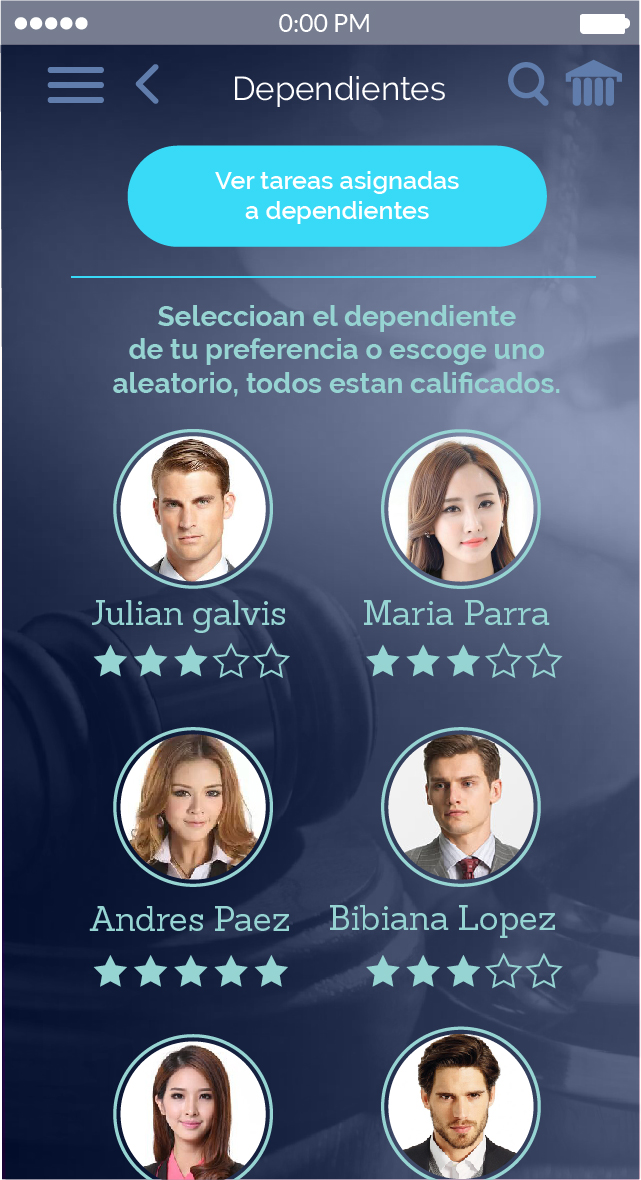 0:00 PM
Dependientes
Ver tareas asignadas
a dependientes
Seleccioan el dependiente
de tu preferencia o escoge uno
aleatorio, todos estan calificados.
Julian galvis
Maria Parra
Andres Paez
Bibiana Lopez